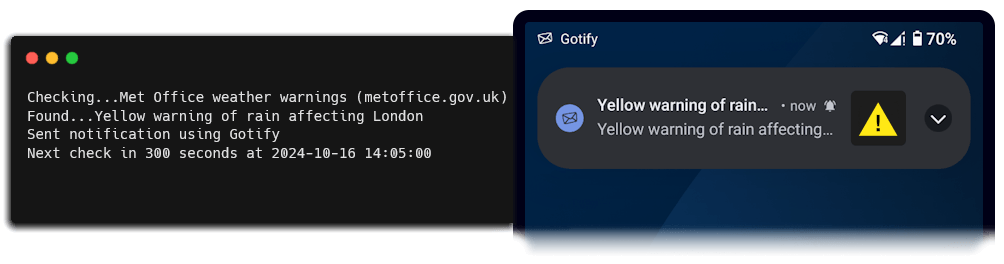 Checking...Met Office weather warnings (metoffice.gov.uk)
Found...Yellow warning of rain affecting London
Sent notification using Gotify
Next check in 300 seconds at 2024-10-16 14:05:00
Gotify 70%
Yellow warning of rain... • now
Yellow warning of rain affecting...